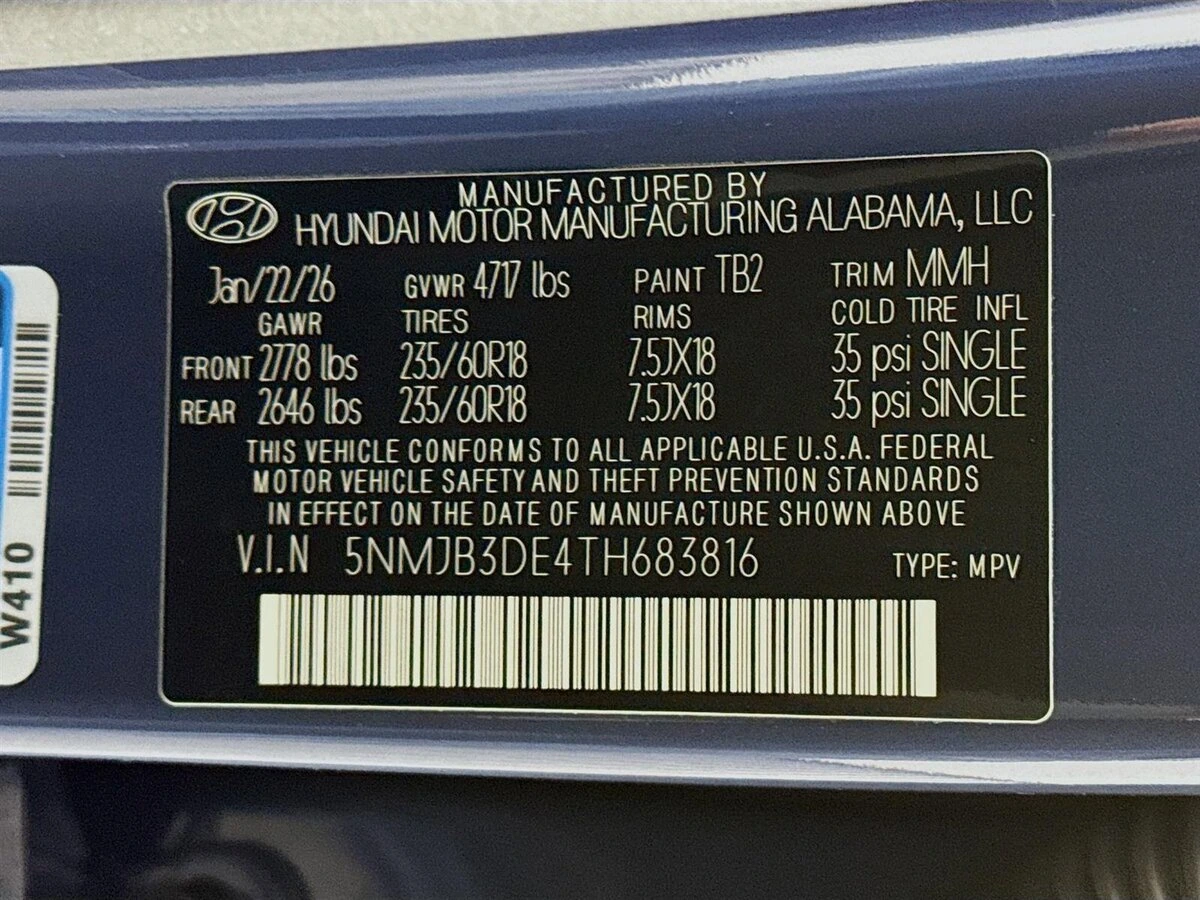 MANUFACTURED BY
HYUNDAI MOTOR MANUFACTURING ALABAMA, LLC
Jan/22/26 GVWR 4717 lbs PAINT TB2 TRIM MMH
GAWR TIRES RIMS COLD TIRE INFL
FRONT 2778 lbs 235/60R18 7.5JX18 35 psi SINGLE
REAR 2646 lbs 235/60R18 7.5JX18 35 psi SINGLE
THIS VEHICLE CONFORMS TO ALL APPLICABLE U.S.A. FEDERAL
MOTOR VEHICLE SAFETY AND THEFT PREVENTION STANDARDS
IN EFFECT ON THE DATE OF MANUFACTURE SHOWN ABOVE
V.I.N 5NMJB3DE4TH683816 TYPE: MPV
W410